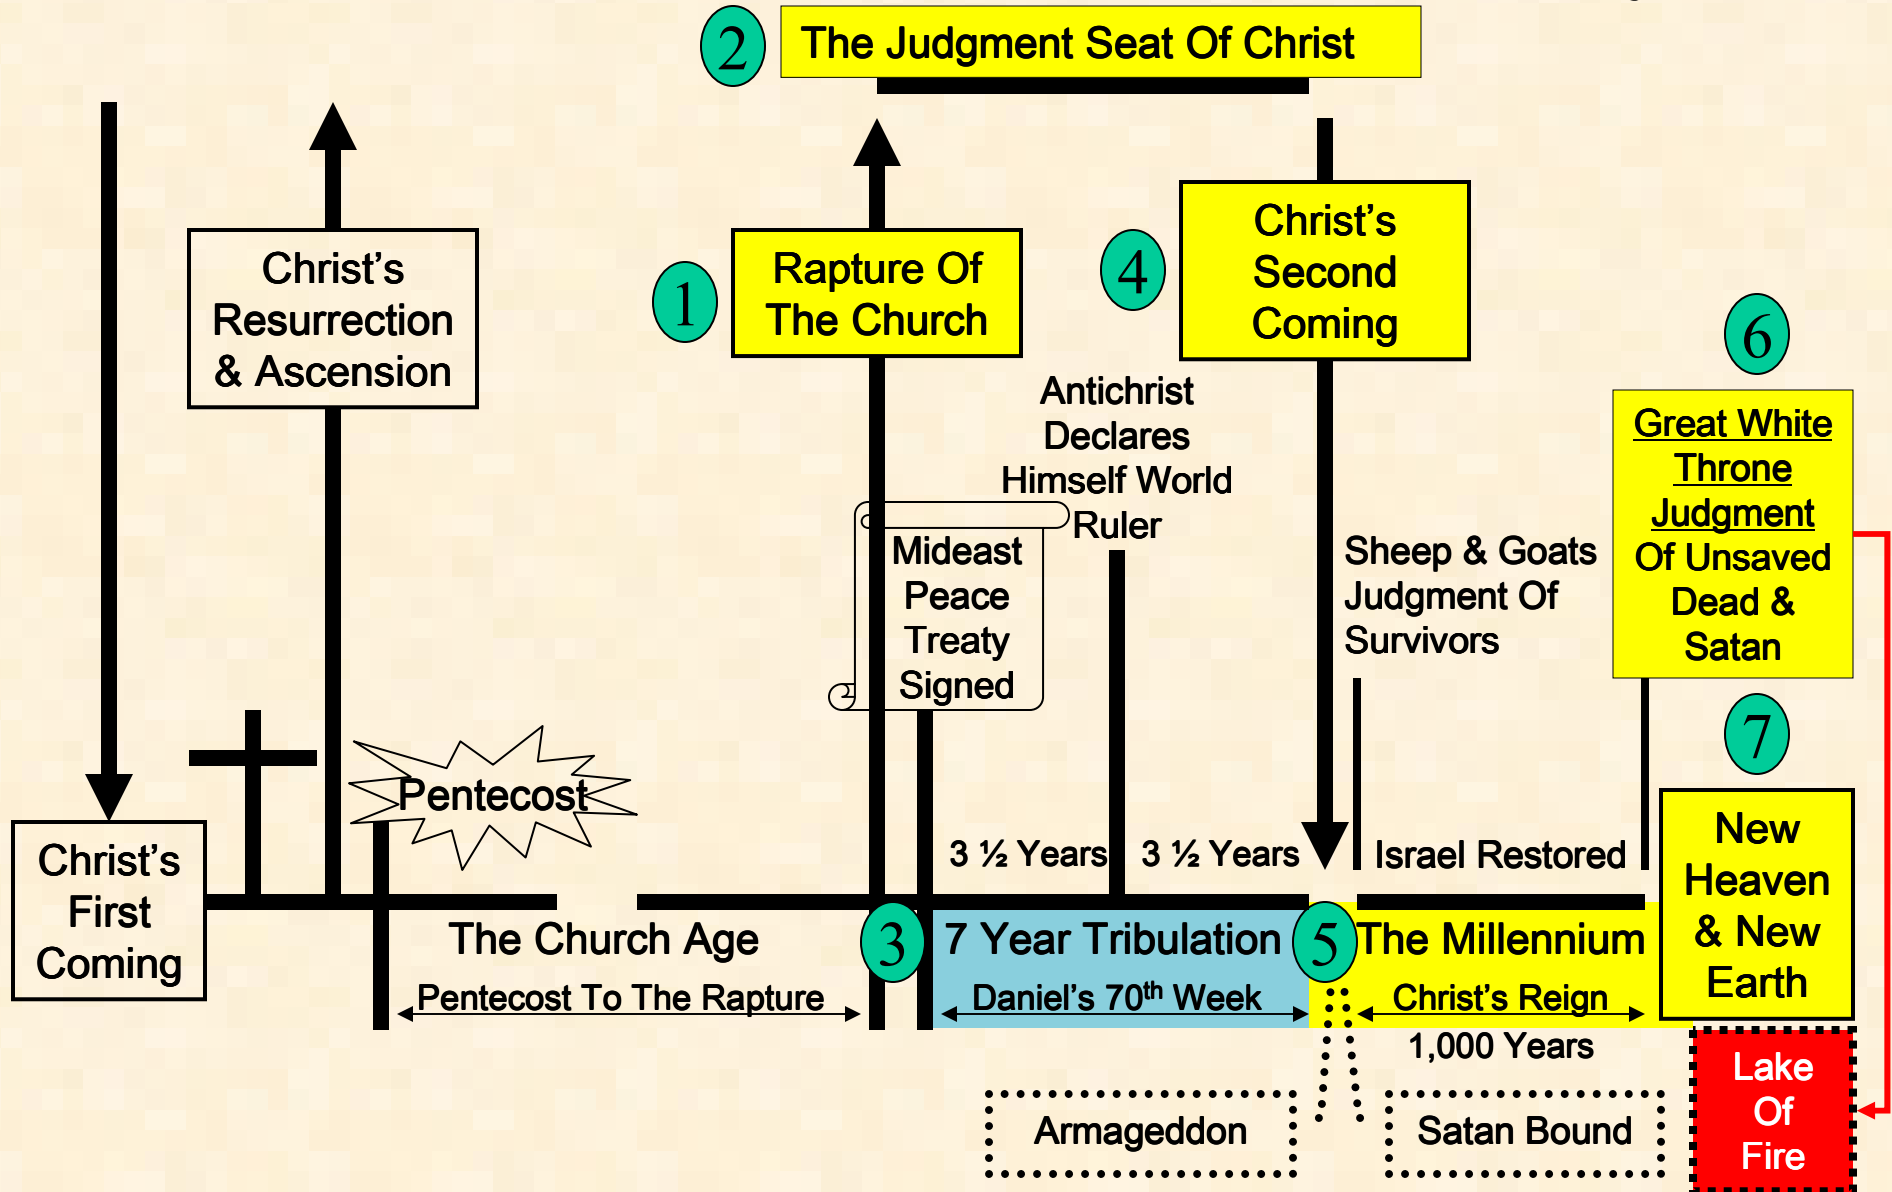 2
The Judgment Seat Of Christ
Christ's
Resurrection
& Ascension
1
Rapture Of
The Church
4
Christ's
Second
Coming
6
Great White
Throne
Judgment
Of Unsaved
Dead &
Satan
Antichrist
Declares
Himself World
Ruler
Mideast
Peace
Treaty
Signed
Sheep & Goats
Judgment Of
Survivors
7
Pentecost
Christ's
First
Coming
3 ½ Years
3 ½ Years
Israel Restored
New
Heaven
& New
Earth
The Church Age
3
7 Year Tribulation
5
The Millennium
Pentecost To The Rapture
Daniel's 70th Week
Christ's Reign
1,000 Years
Armageddon
Satan Bound
Lake
Of
Fire